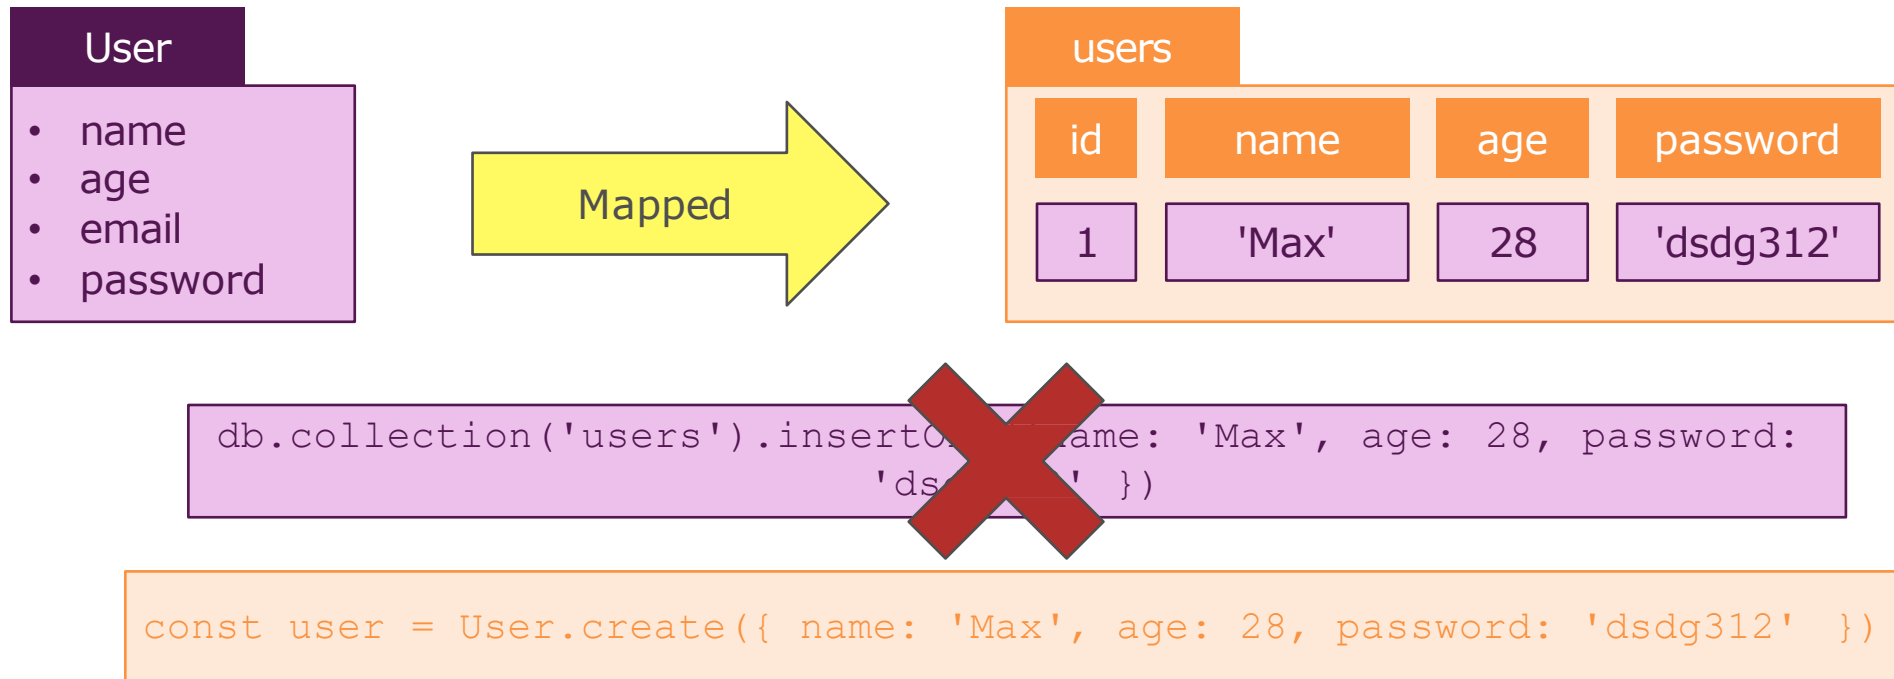 User
• name
• age
• email
• password
Mapped
users
id name age password
1 'Max' 28 'dsdg312'
db.collection('users').insertO ame: 'Max', age: 28, password:
'ds ' })
const user = User.create({ name: 'Max', age: 28, password: 'dsdg312' })